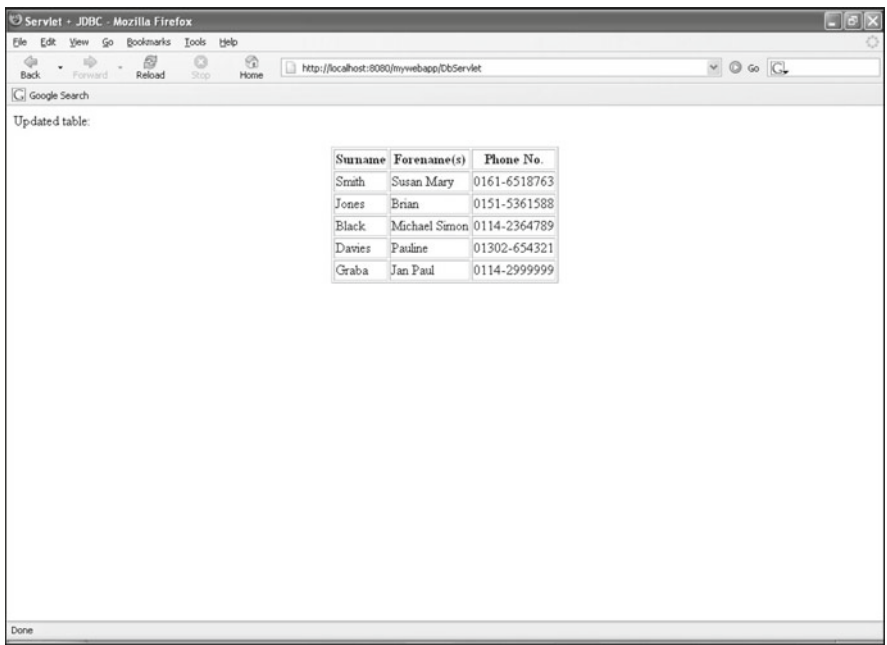 Servlet + JDBC - Mozilla Firefox
File Edit View Go Bookmarks Tools Help
Back Forward Reload Stop Home http://localhost:8080/mywebapp/DbServlet Go G
G Google Search
Updated table:
Surname Forename(s) Phone No.
Smith Susan Mary 0161-6518763
Jones Brian 0151-5361588
Black Michael Simon 0114-2364789
Davies Pauline 01302-654321
Graba Jan Paul 0114-2999999
Done